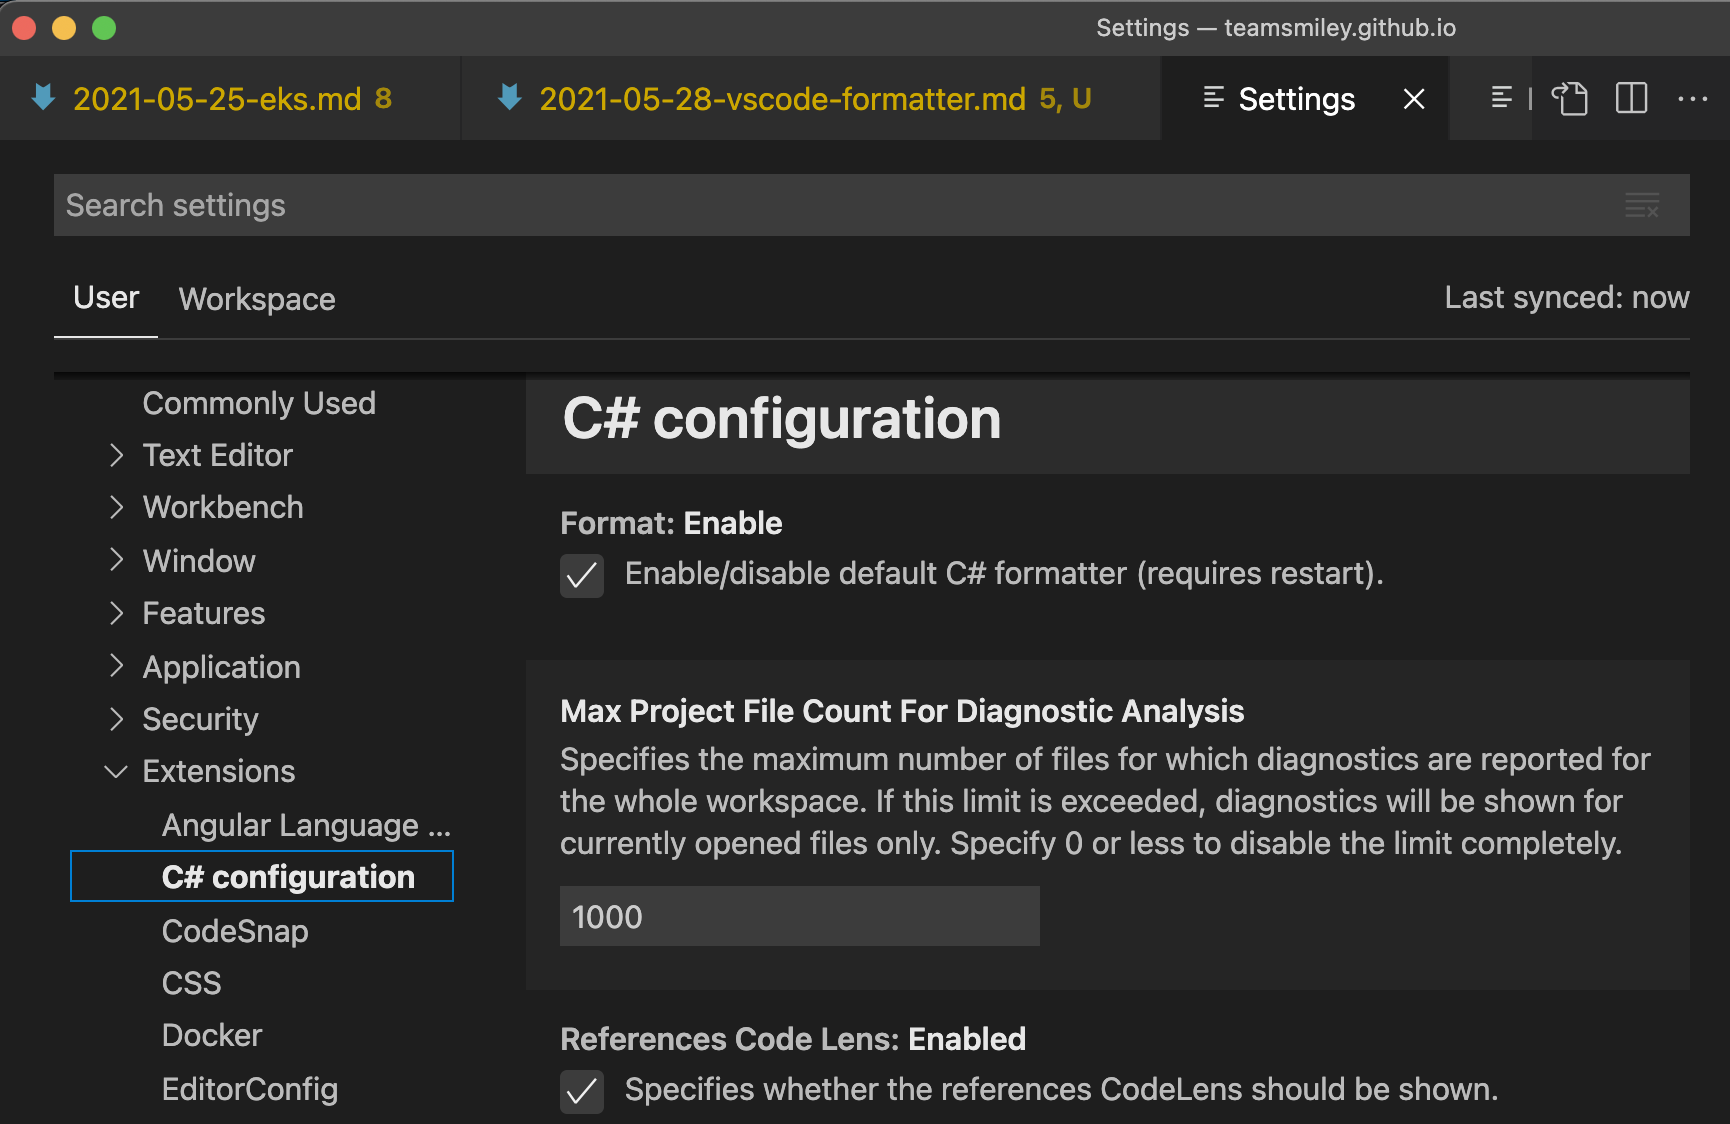 Settings — teamsmiley.github.io
2021-05-25-eks.md 8
2021-05-28-vscode-formatter.md 5, U
Settings
Search settings
User
Workspace
Last synced: now
Commonly Used
Text Editor
Workbench
Window
Features
Application
Security
Extensions
Angular Language ...
C# configuration
CodeSnap
CSS
Docker
EditorConfig
C# configuration
Format: Enable
Enable/disable default C# formatter (requires restart).
Max Project File Count For Diagnostic Analysis
Specifies the maximum number of files for which diagnostics are reported for
the whole workspace. If this limit is exceeded, diagnostics will be shown for
currently opened files only. Specify 0 or less to disable the limit completely.
1000
References Code Lens: Enabled
Specifies whether the references CodeLens should be shown.